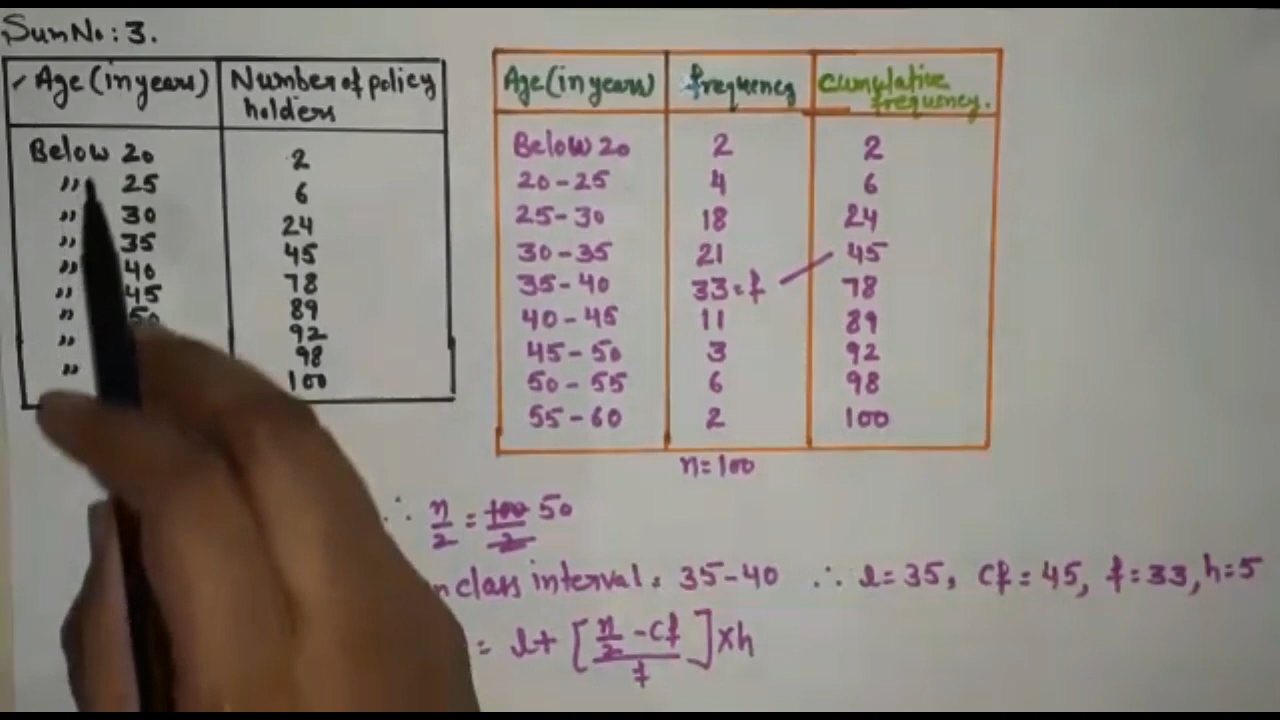 Sum No: 3.
Age (in years) Number of policy
holders
Below 20 2
" 25 6
" 30 24
" 35 45
" 40 78
" 45 89
" 50 92
" 98
" 100
Age (in years) frequency Cumulative
frequency.
Below 20 2 2
20-25 4 6
25-30 18 24
30-35 21 45
35-40 33=f 78
40-45 11 89
45-50 3 92
50-55 6 98
55-60 2 100
n=100
∴ n/2 = 100/2 50
class interval = 35-40 ∴ l=35, cf=45, f=33, h=5
= l+ [n/2 - cf / f] x h